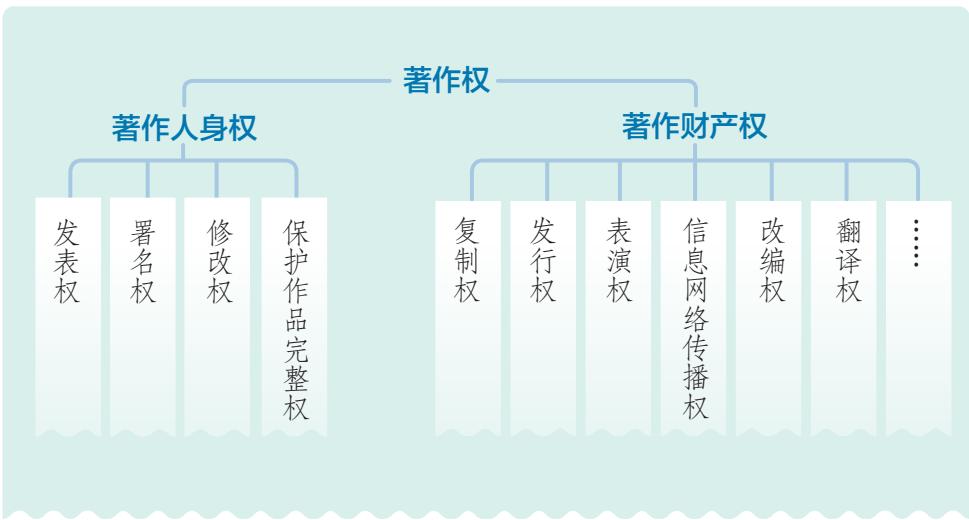 著作权
著作人身权
著作财产权
发表权
署名权
修改权
保护作品完整权
复制权
发行权
表演权
信息网络传播权
改编权
翻译权
……